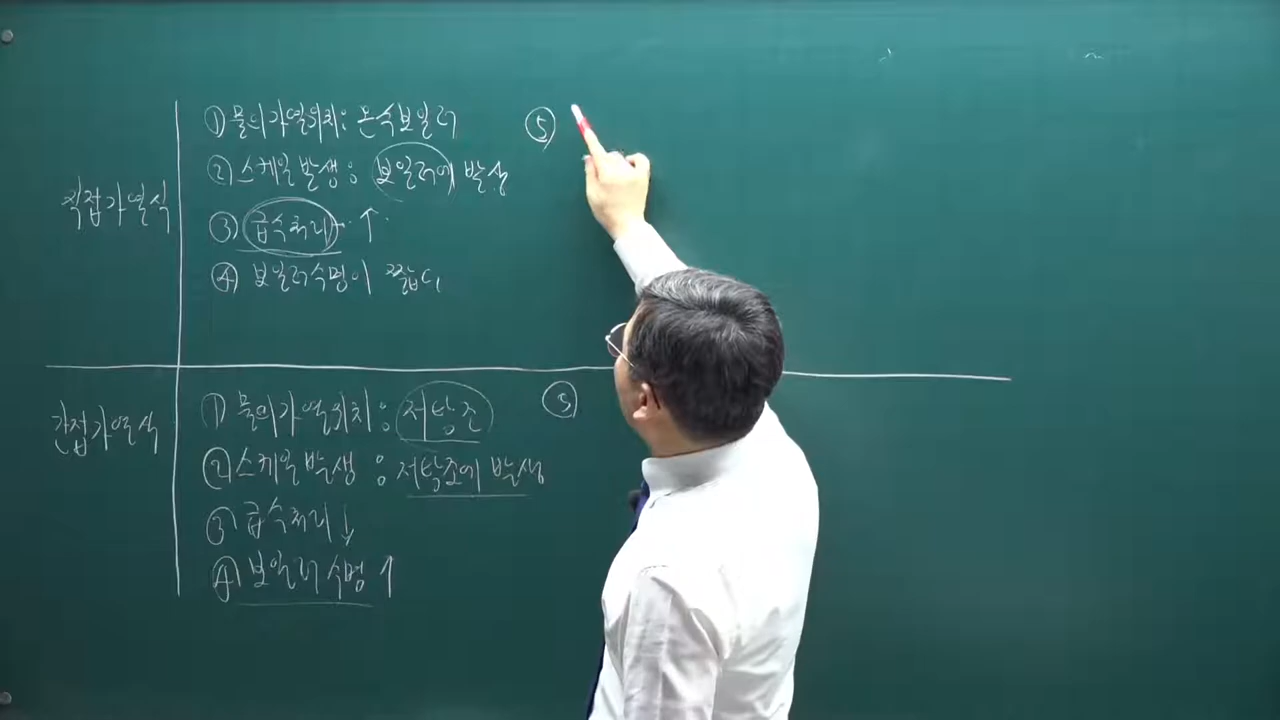 직접가열식
① 물의가열위치: 온수보일러
② 스케일발생: 보일러에 발생
③ 급수처리 ↑
④ 보일러수명이 짧다
⑤
간접가열식
① 물의가열위치: 저탕조
② 스케일발생: 저탕조에 발생
③ 급수처리 ↓
④ 보일러 수명 ↑
⑤